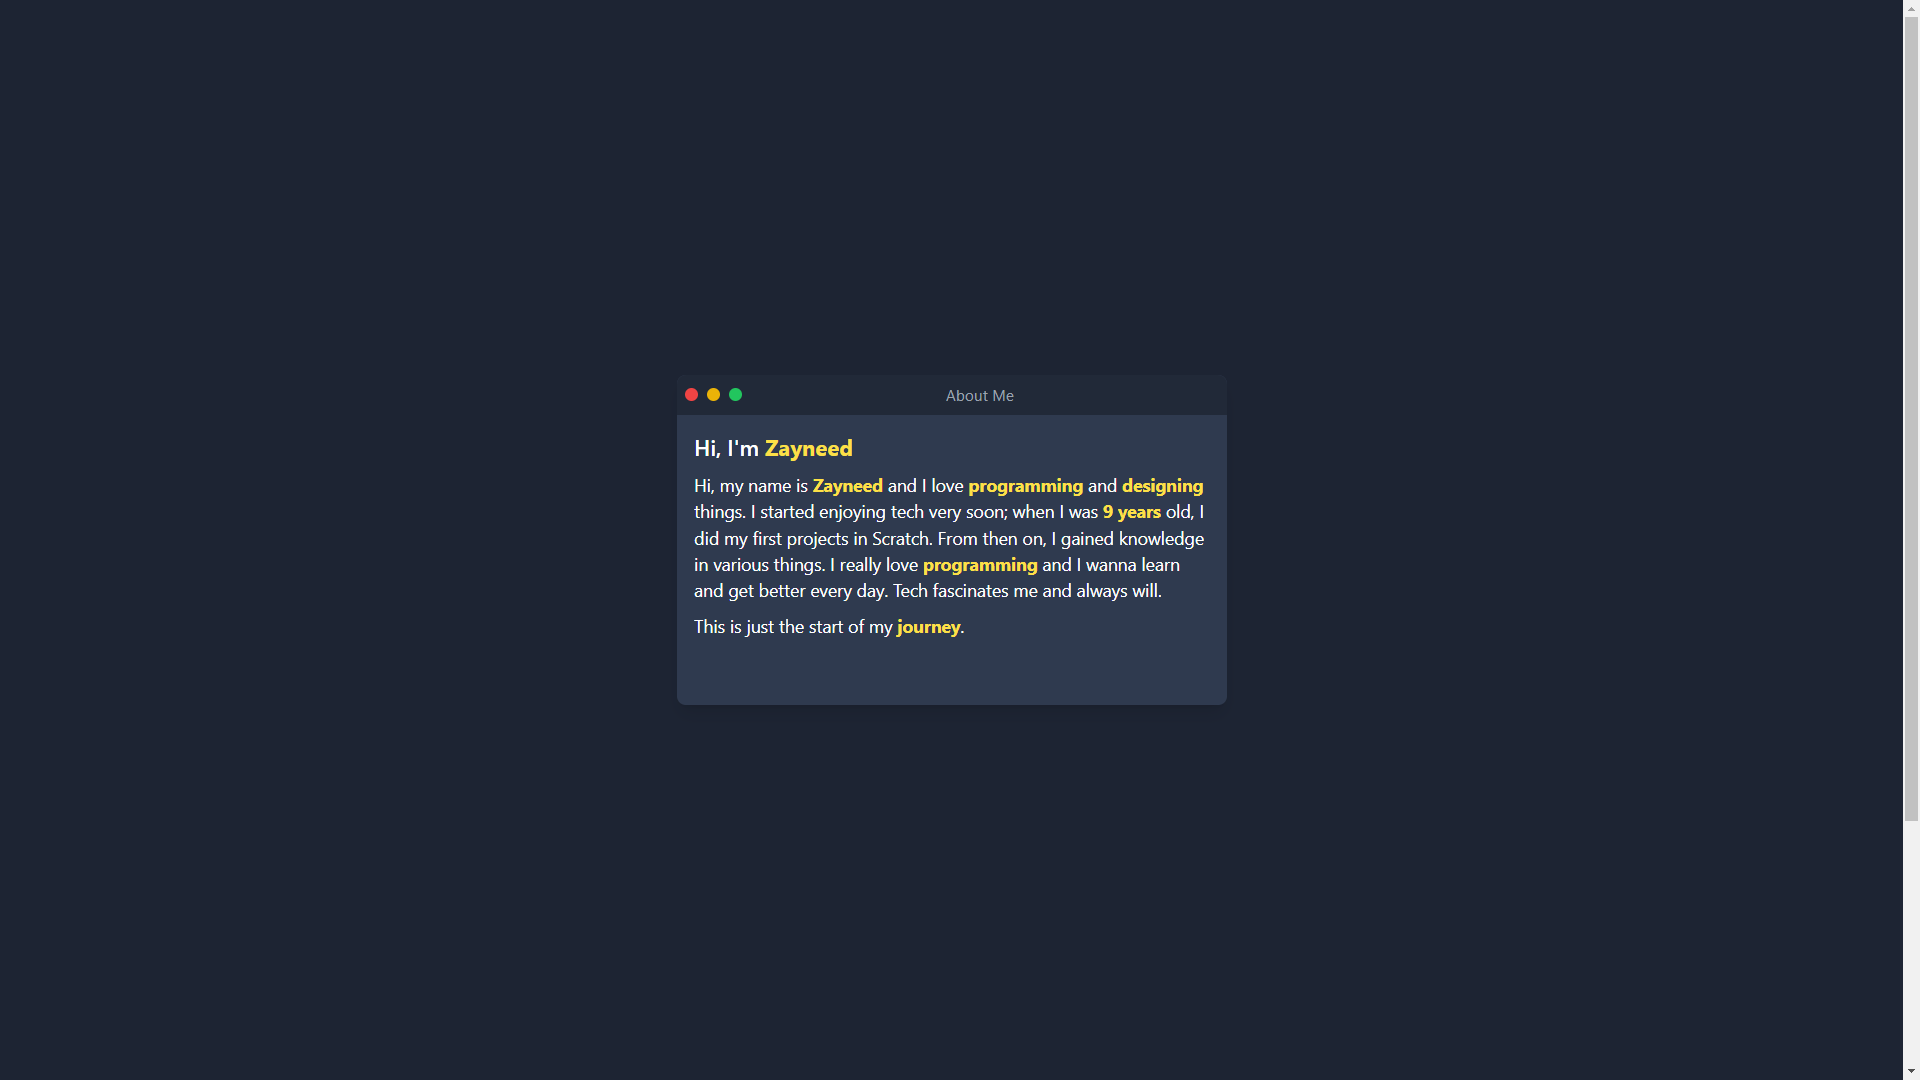 About Me
Hi, I'm Zayneed
Hi, my name is Zayneed and I love programming and designing
things. I started enjoying tech very soon; when I was 9 years old, I
did my first projects in Scratch. From then on, I gained knowledge
in various things. I really love programming and I wanna learn
and get better every day. Tech fascinates me and always will.
This is just the start of my journey.